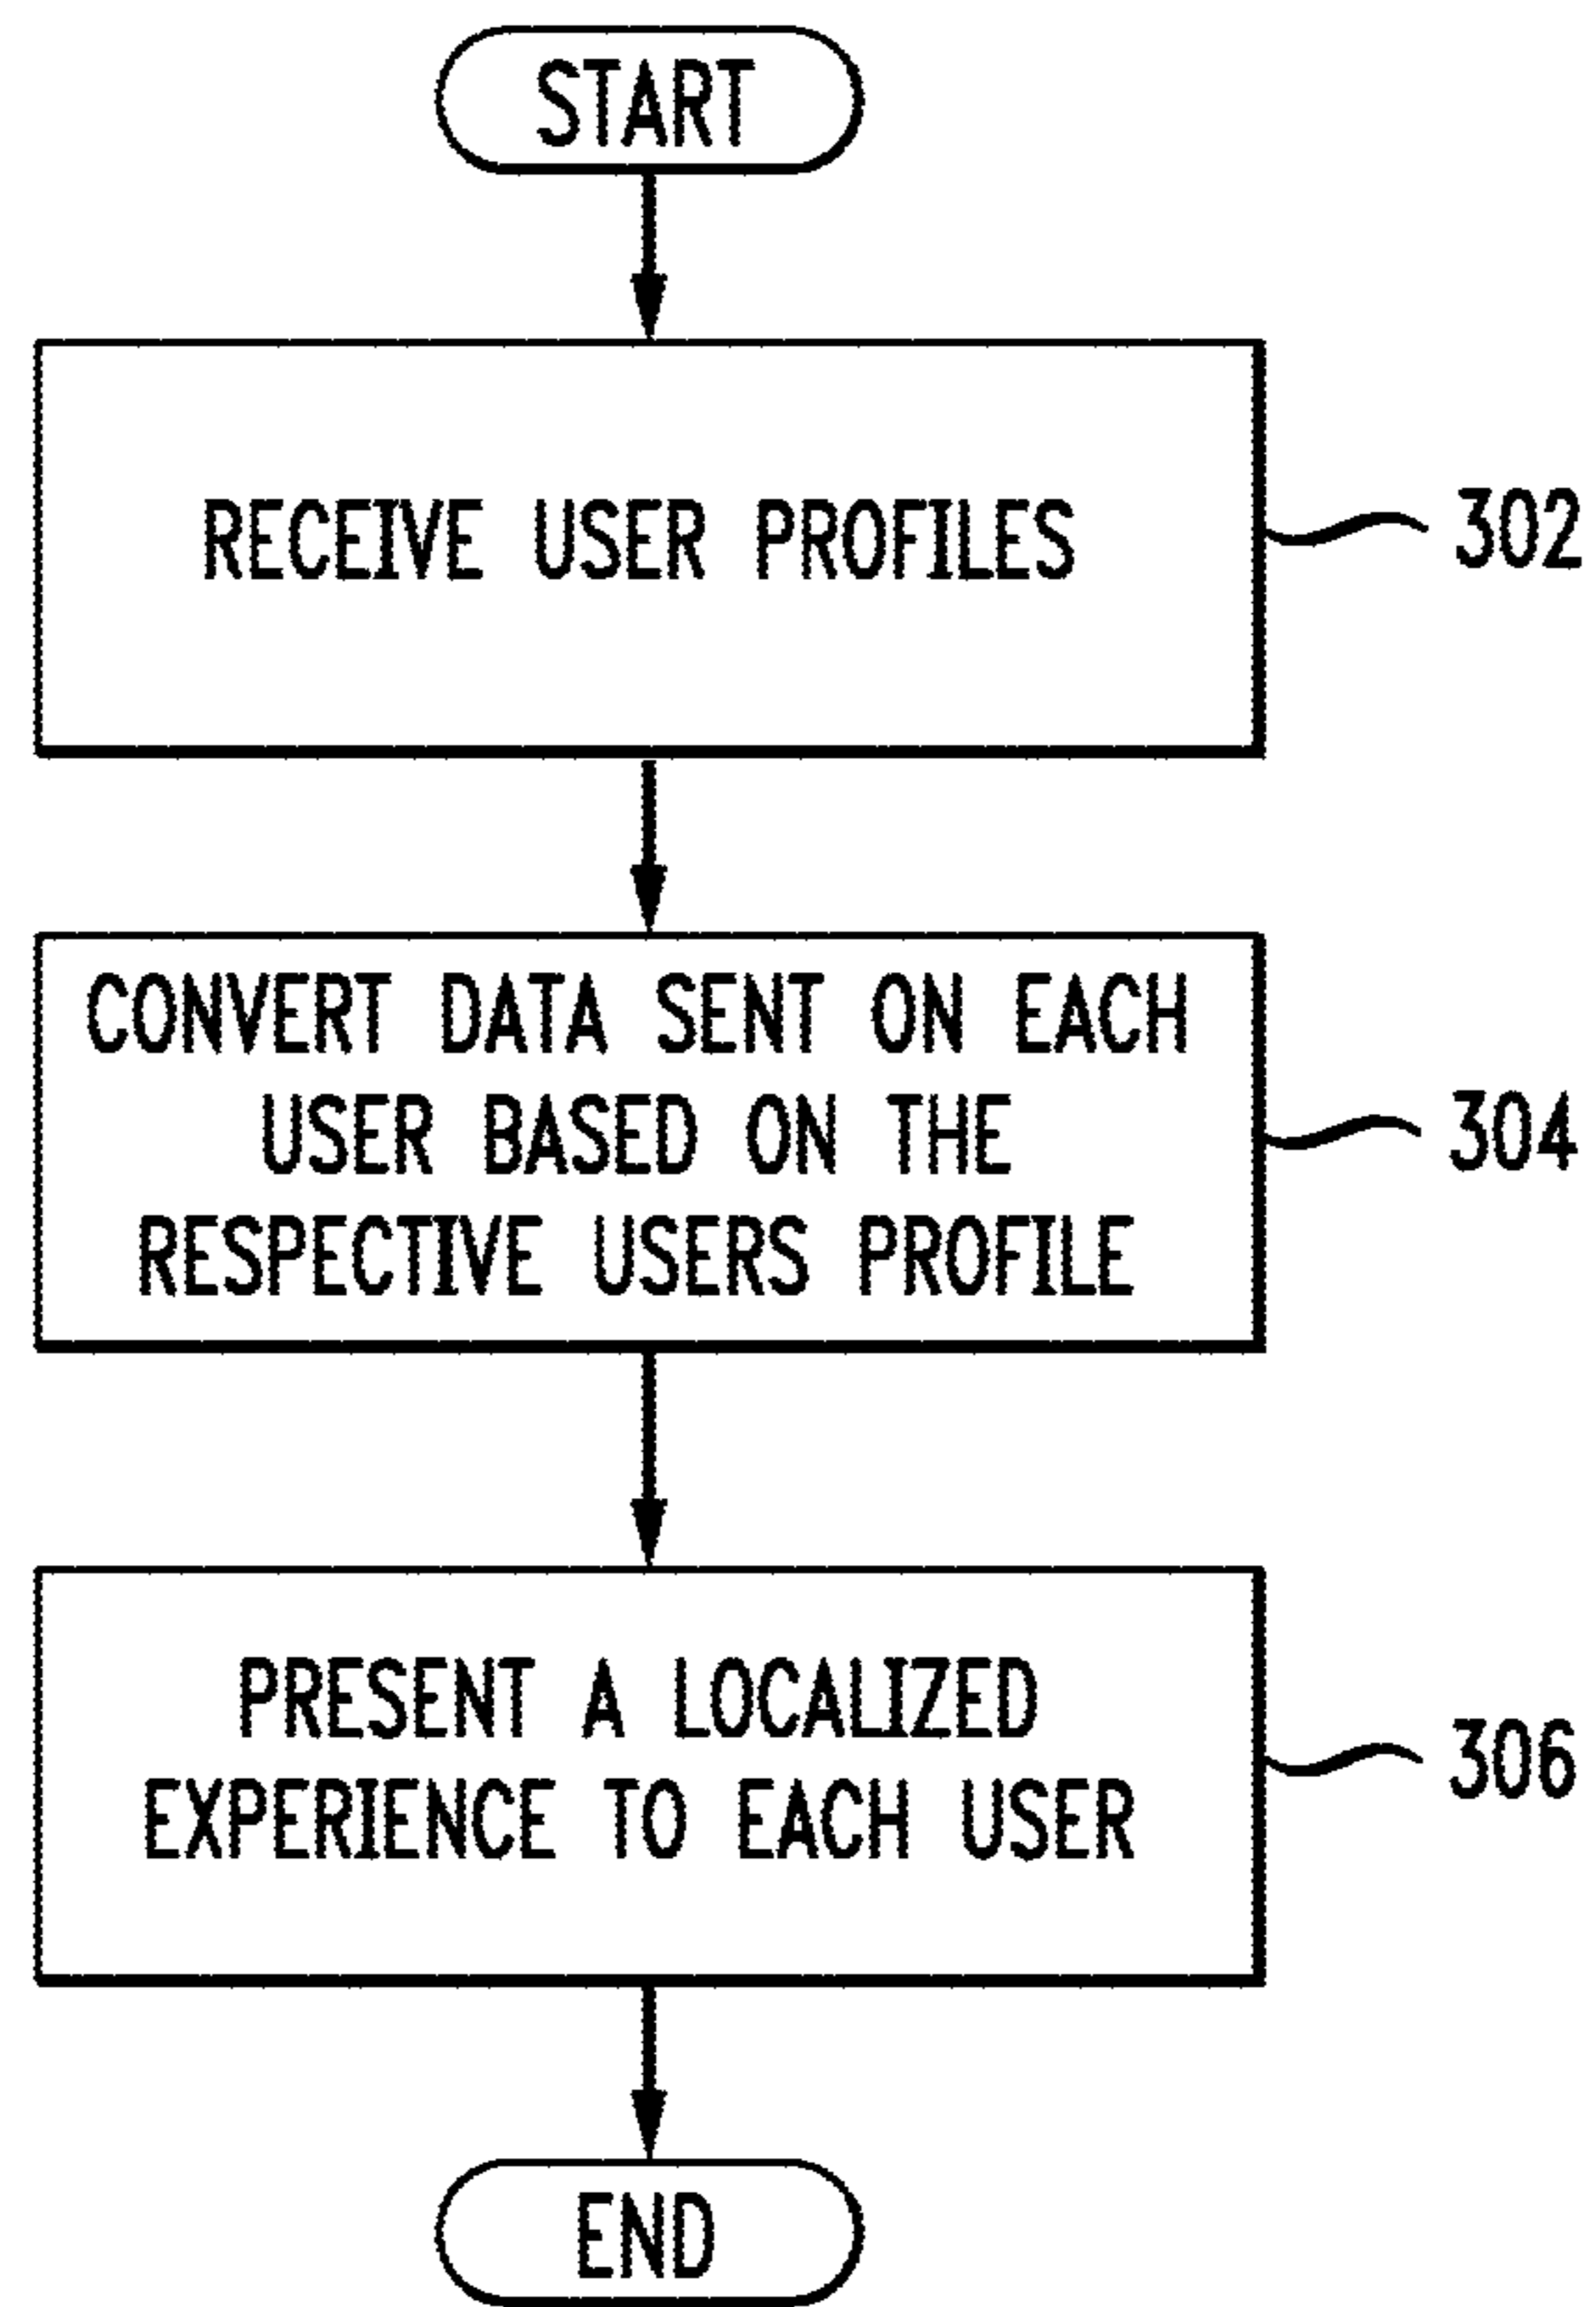 START
RECEIVE USER PROFILES
302
CONVERT DATA SENT ON EACH
USER BASED ON THE
RESPECTIVE USERS PROFILE
304
PRESENT A LOCALIZED
EXPERIENCE TO EACH USER
306
END